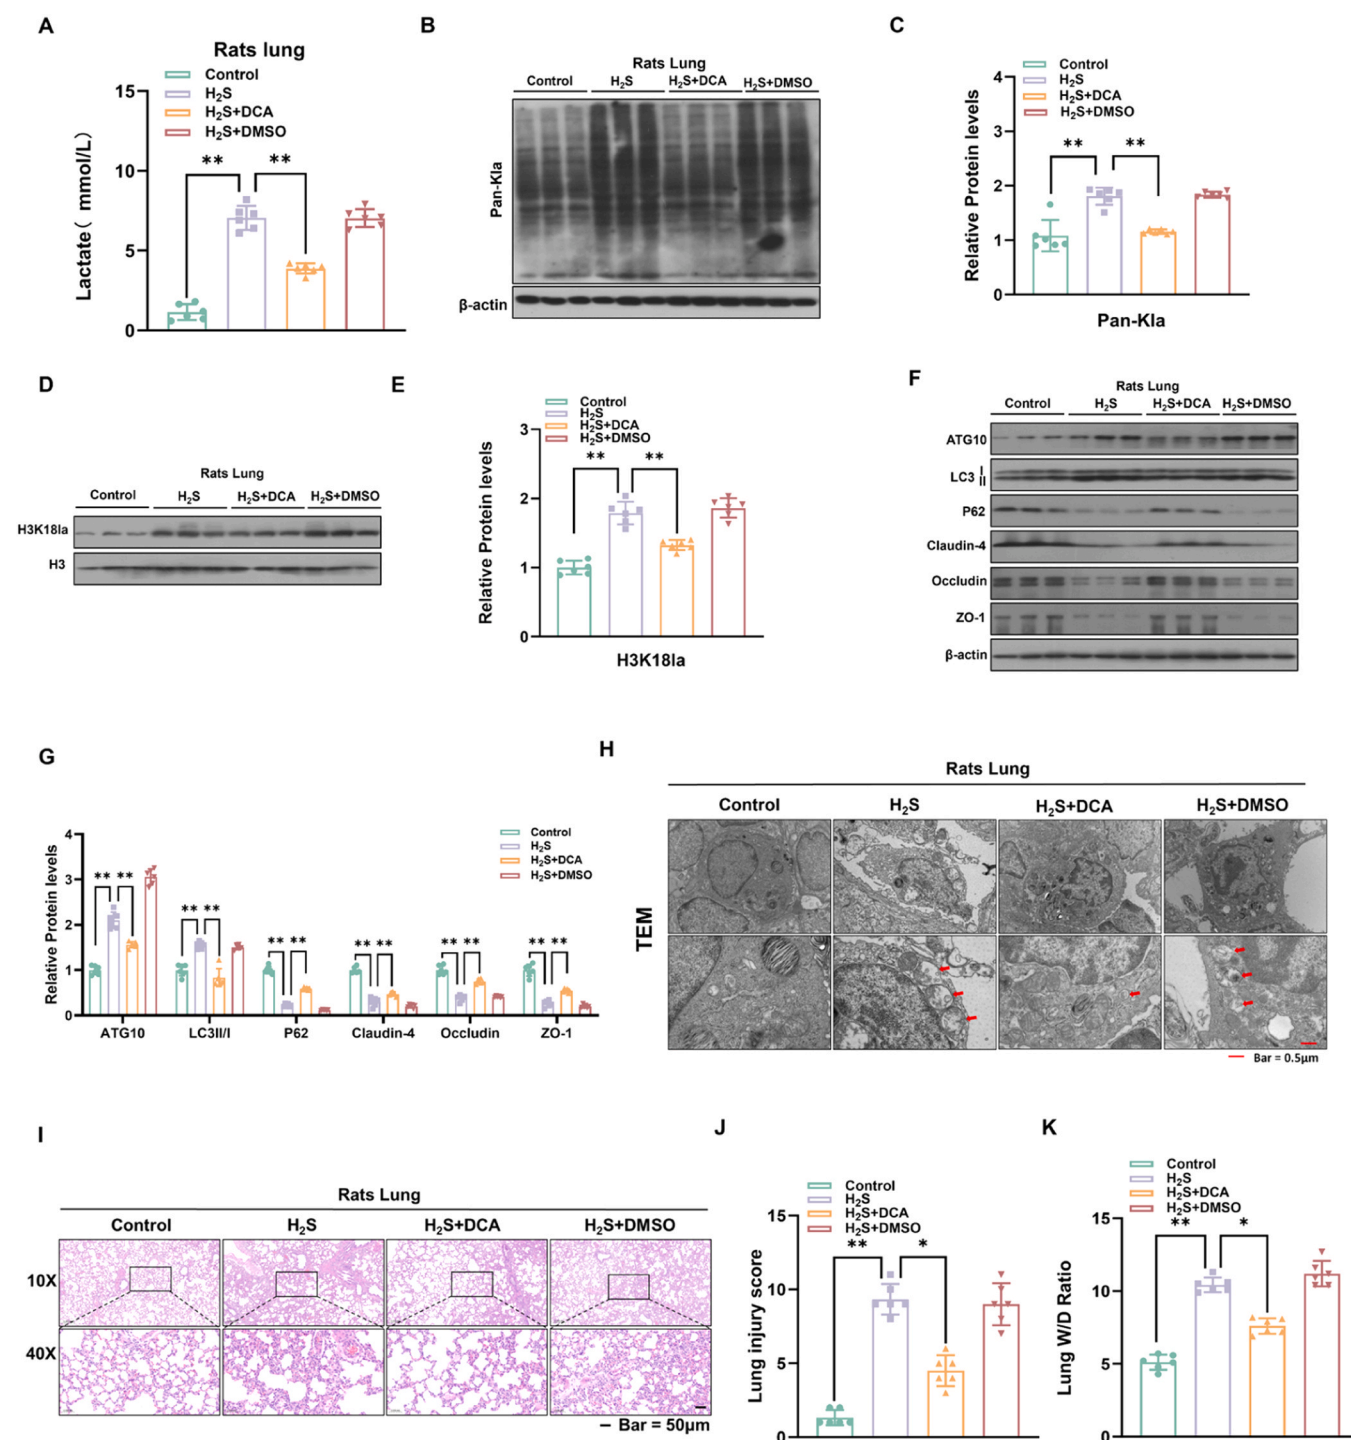 A
Rats lung
Control
H₂S
H₂S+DCA
H₂S+DMSO
Lactate( mmol/L)
15
10
5
0
** **
B
Rats Lung
Control H₂S H₂S+DCA H₂S+DMSO
Pan-Kla
β-actin
C
Control
H₂S
H₂S+DCA
H₂S+DMSO
Relative Protein levels
4
3
2
1
0
** **
Pan-Kla
D
Rats Lung
Control H₂S H₂S+DCA H₂S+DMSO
H3K18la
H3
E
Control
H₂S
H₂S+DCA
H₂S+DMSO
Relative Protein levels
3
2
1
0
** **
H3K18la
F
Rats Lung
Control H₂S H₂S+DCA H₂S+DMSO
ATG10
LC3 I
II
P62
Claudin-4
Occludin
ZO-1
β-actin
G
Relative Protein levels
4
3
2
1
0
Control
H₂S
H₂S+DCA
H₂S+DMSO
** ** ** ** ** ** ** ** ** ** ** **
ATG10 LC3II/I P62 Claudin-4 Occludin ZO-1
H
Rats Lung
Control H₂S H₂S+DCA H₂S+DMSO
TEM
Bar = 0.5μm
I
Rats Lung
Control H₂S H₂S+DCA H₂S+DMSO
10X
40X
Bar = 50μm
J
Control
H₂S
H₂S+DCA
H₂S+DMSO
Lung injury score
15
10
5
0
** *
K
Control
H₂S
H₂S+DCA
H₂S+DMSO
Lung W/D Ratio
15
10
5
0
** *